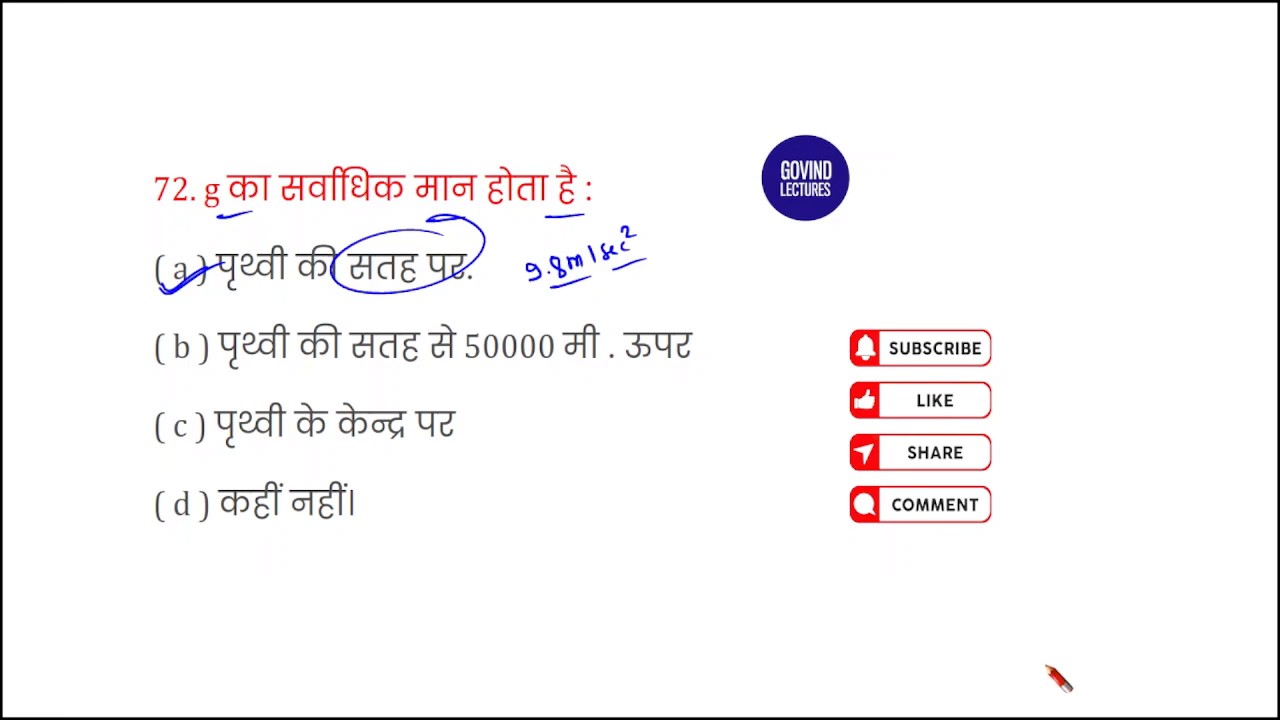 72. g का सर्वाधिक मान होता है :
( a ) पृथ्वी की सतह पर.
9.8m/sec²
( b ) पृथ्वी की सतह से 50000 मी . ऊपर
( c ) पृथ्वी के केन्द्र पर
( d ) कहीं नहीं।
GOVIND
LECTURES
SUBSCRIBE
LIKE
SHARE
COMMENT